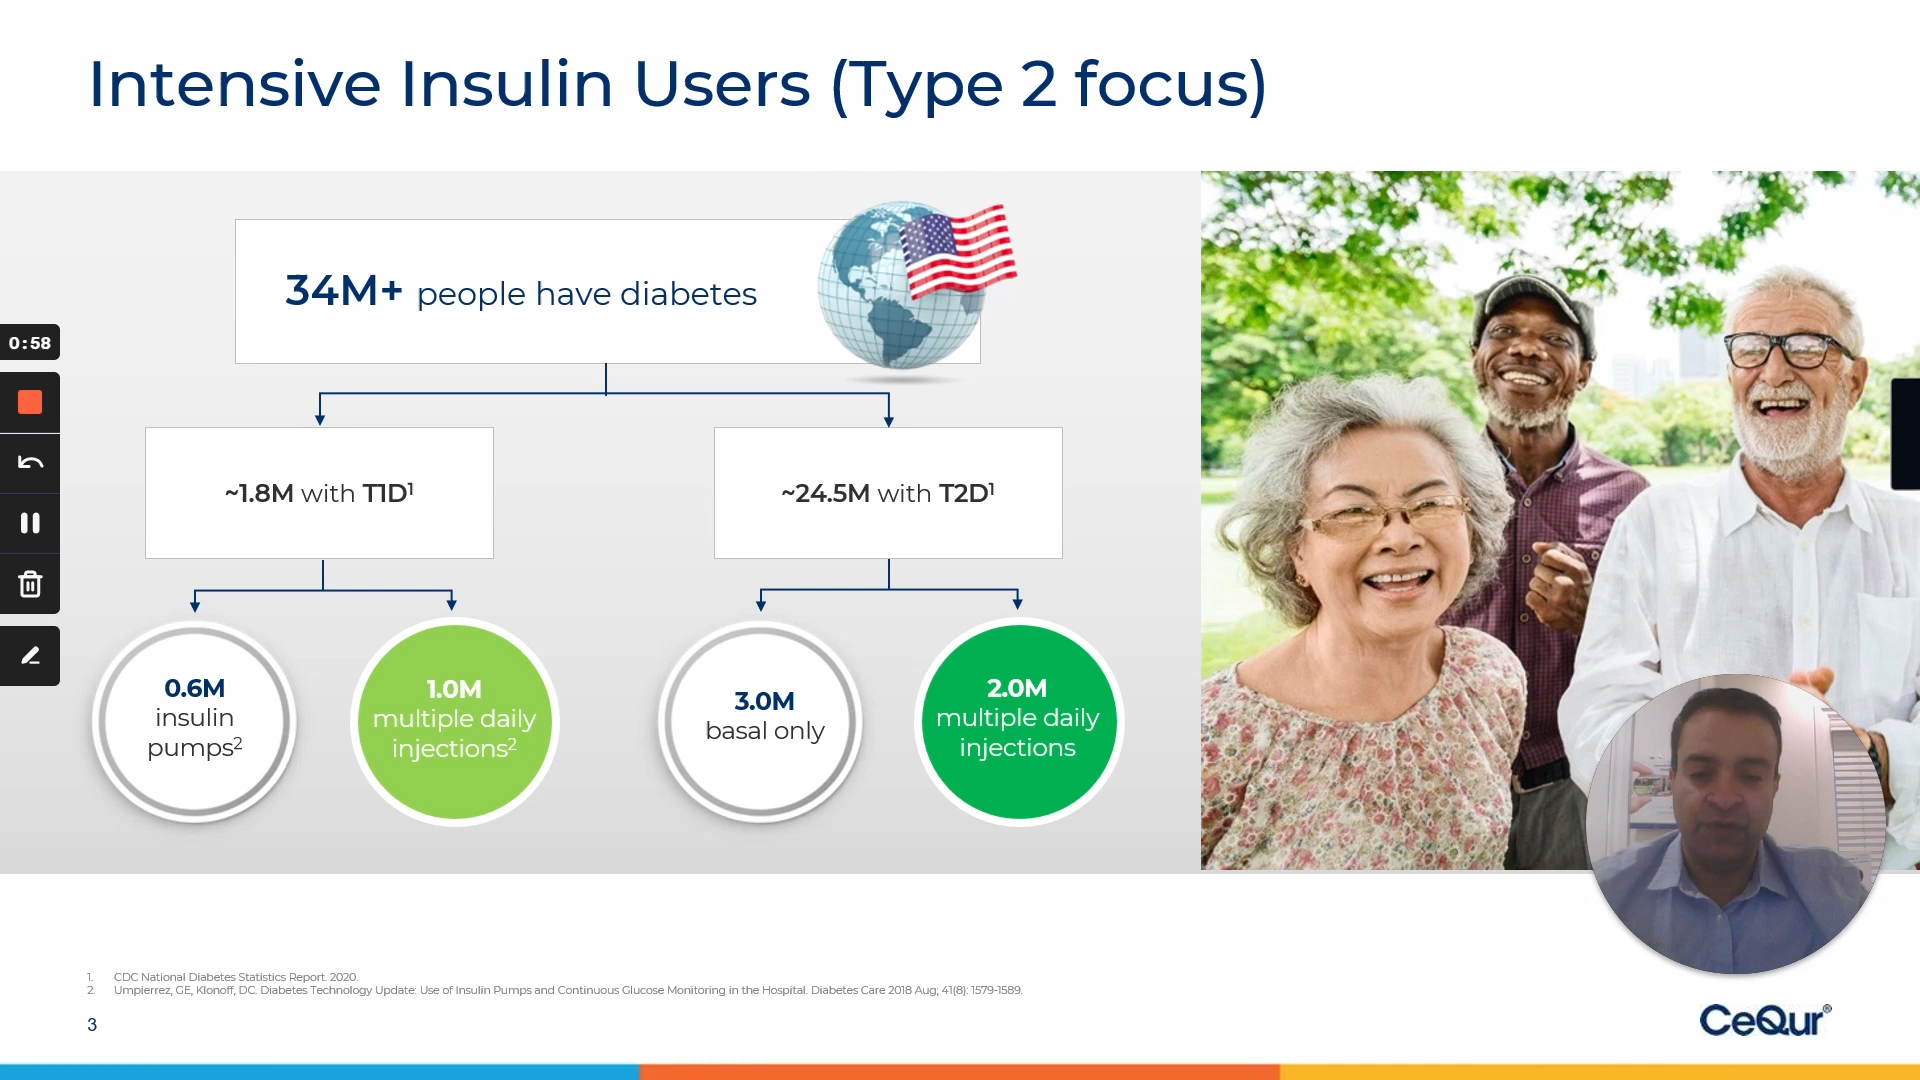 Intensive Insulin Users (Type 2 focus)
34M+ people have diabetes
0:58
~1.8M with T1D¹
~24.5M with T2D¹
0.6M
insulin
pumps²
1.0M
multiple daily
injections²
3.0M
basal only
2.0M
multiple daily
injections
1. CDC National Diabetes Statistics Report. 2020.
2. Umpierrez, GE, Klonoff, DC. Diabetes Technology Update: Use of Insulin Pumps and Continuous Glucose Monitoring in the Hospital. Diabetes Care 2018 Aug; 41(8): 1579-1589.
3
CeQur®